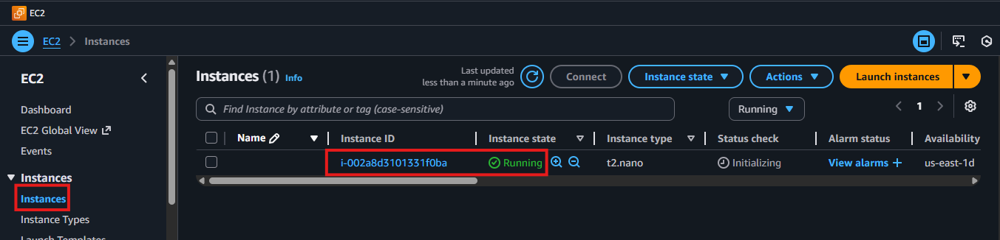 EC2
EC2 > Instances
EC2
Dashboard
EC2 Global View
Events
Instances
Instances
Instance Types
Launch Templates
Instances (1) Info
Last updated
less than a minute ago
Connect
Instance state
Actions
Launch instances
Find Instance by attribute or tag (case-sensitive)
Running
1
Name Instance ID Instance state Instance type Status check Alarm status Availability
i-002a8d3101331f0ba Running t2.nano Initializing View alarms + us-east-1d